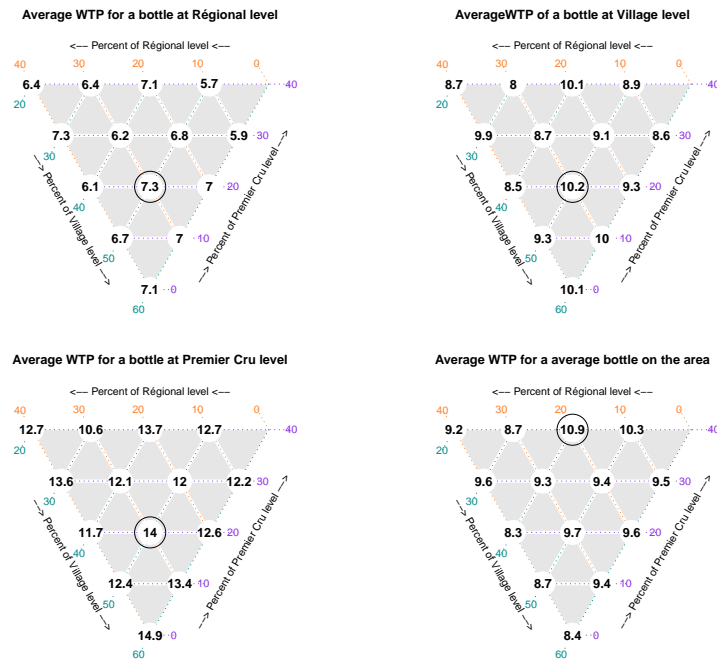 Average WTP for a bottle at Régional level
<−− Percent of Régional level <−−
40 30 20 10 0
6.4 6.4 7.1 5.7 40
20
7.3 6.2 6.8 5.9 30
30
6.1 7.3 7 20
40
6.7 7 10
50
7.1 0
60
−−> Percent of Village level −−>
−−> Percent of Premier Cru level −−>
AverageWTP of a bottle at Village level
<−− Percent of Régional level <−−
40 30 20 10 0
8.7 8 10.1 8.9 40
20
9.9 8.7 9.1 8.6 30
30
8.5 10.2 9.3 20
40
9.3 10 10
50
10.1 0
60
−−> Percent of Village level −−>
−−> Percent of Premier Cru level −−>
Average WTP for a bottle at Premier Cru level
<−− Percent of Régional level <−−
40 30 20 10 0
12.7 10.6 13.7 12.7 40
20
13.6 12.1 12 12.2 30
30
11.7 14 12.6 20
40
12.4 13.4 10
50
14.9 0
60
−−> Percent of Village level −−>
−−> Percent of Premier Cru level −−>
Average WTP for a average bottle on the area
<−− Percent of Régional level <−−
40 30 20 10 0
9.2 8.7 10.9 10.3 40
20
9.6 9.3 9.4 9.5 30
30
8.3 9.7 9.6 20
40
8.7 9.4 10
50
8.4 0
60
−−> Percent of Village level −−>
−−> Percent of Premier Cru level −−>